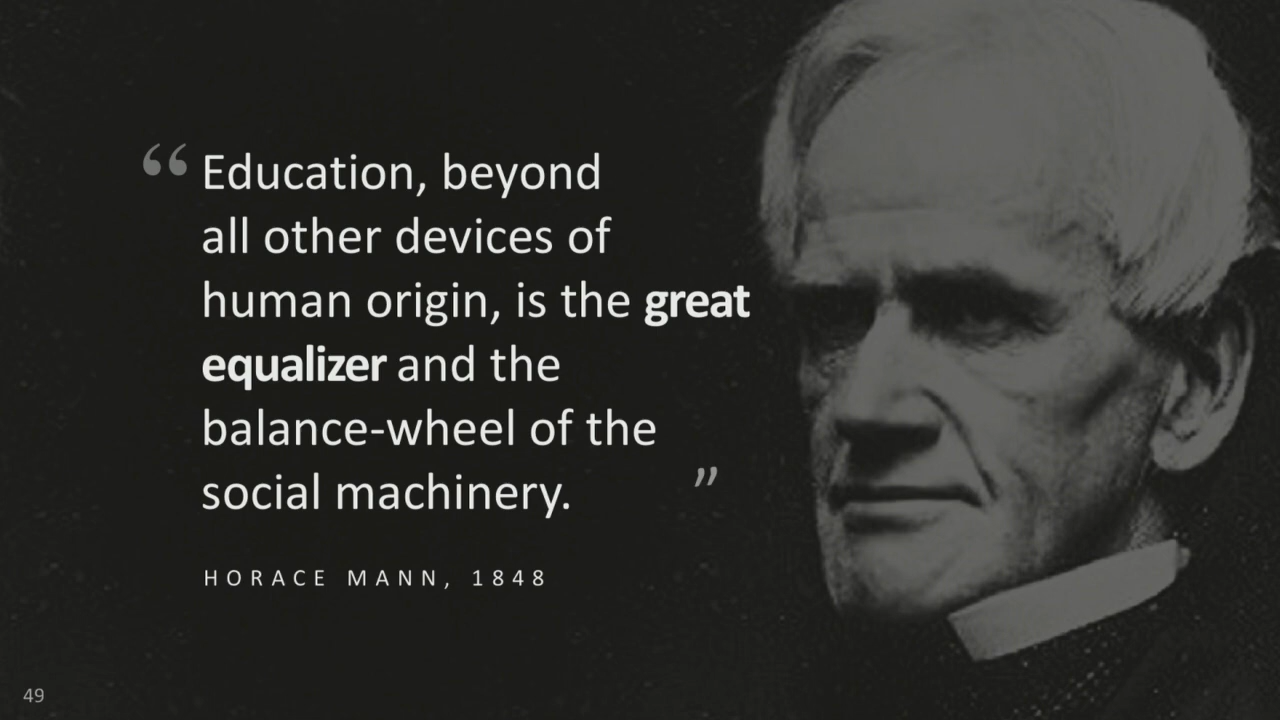 “Education, beyond
all other devices of
human origin, is the great
equalizer and the
balance-wheel of the
social machinery. ”
HORACE MANN, 1848
49